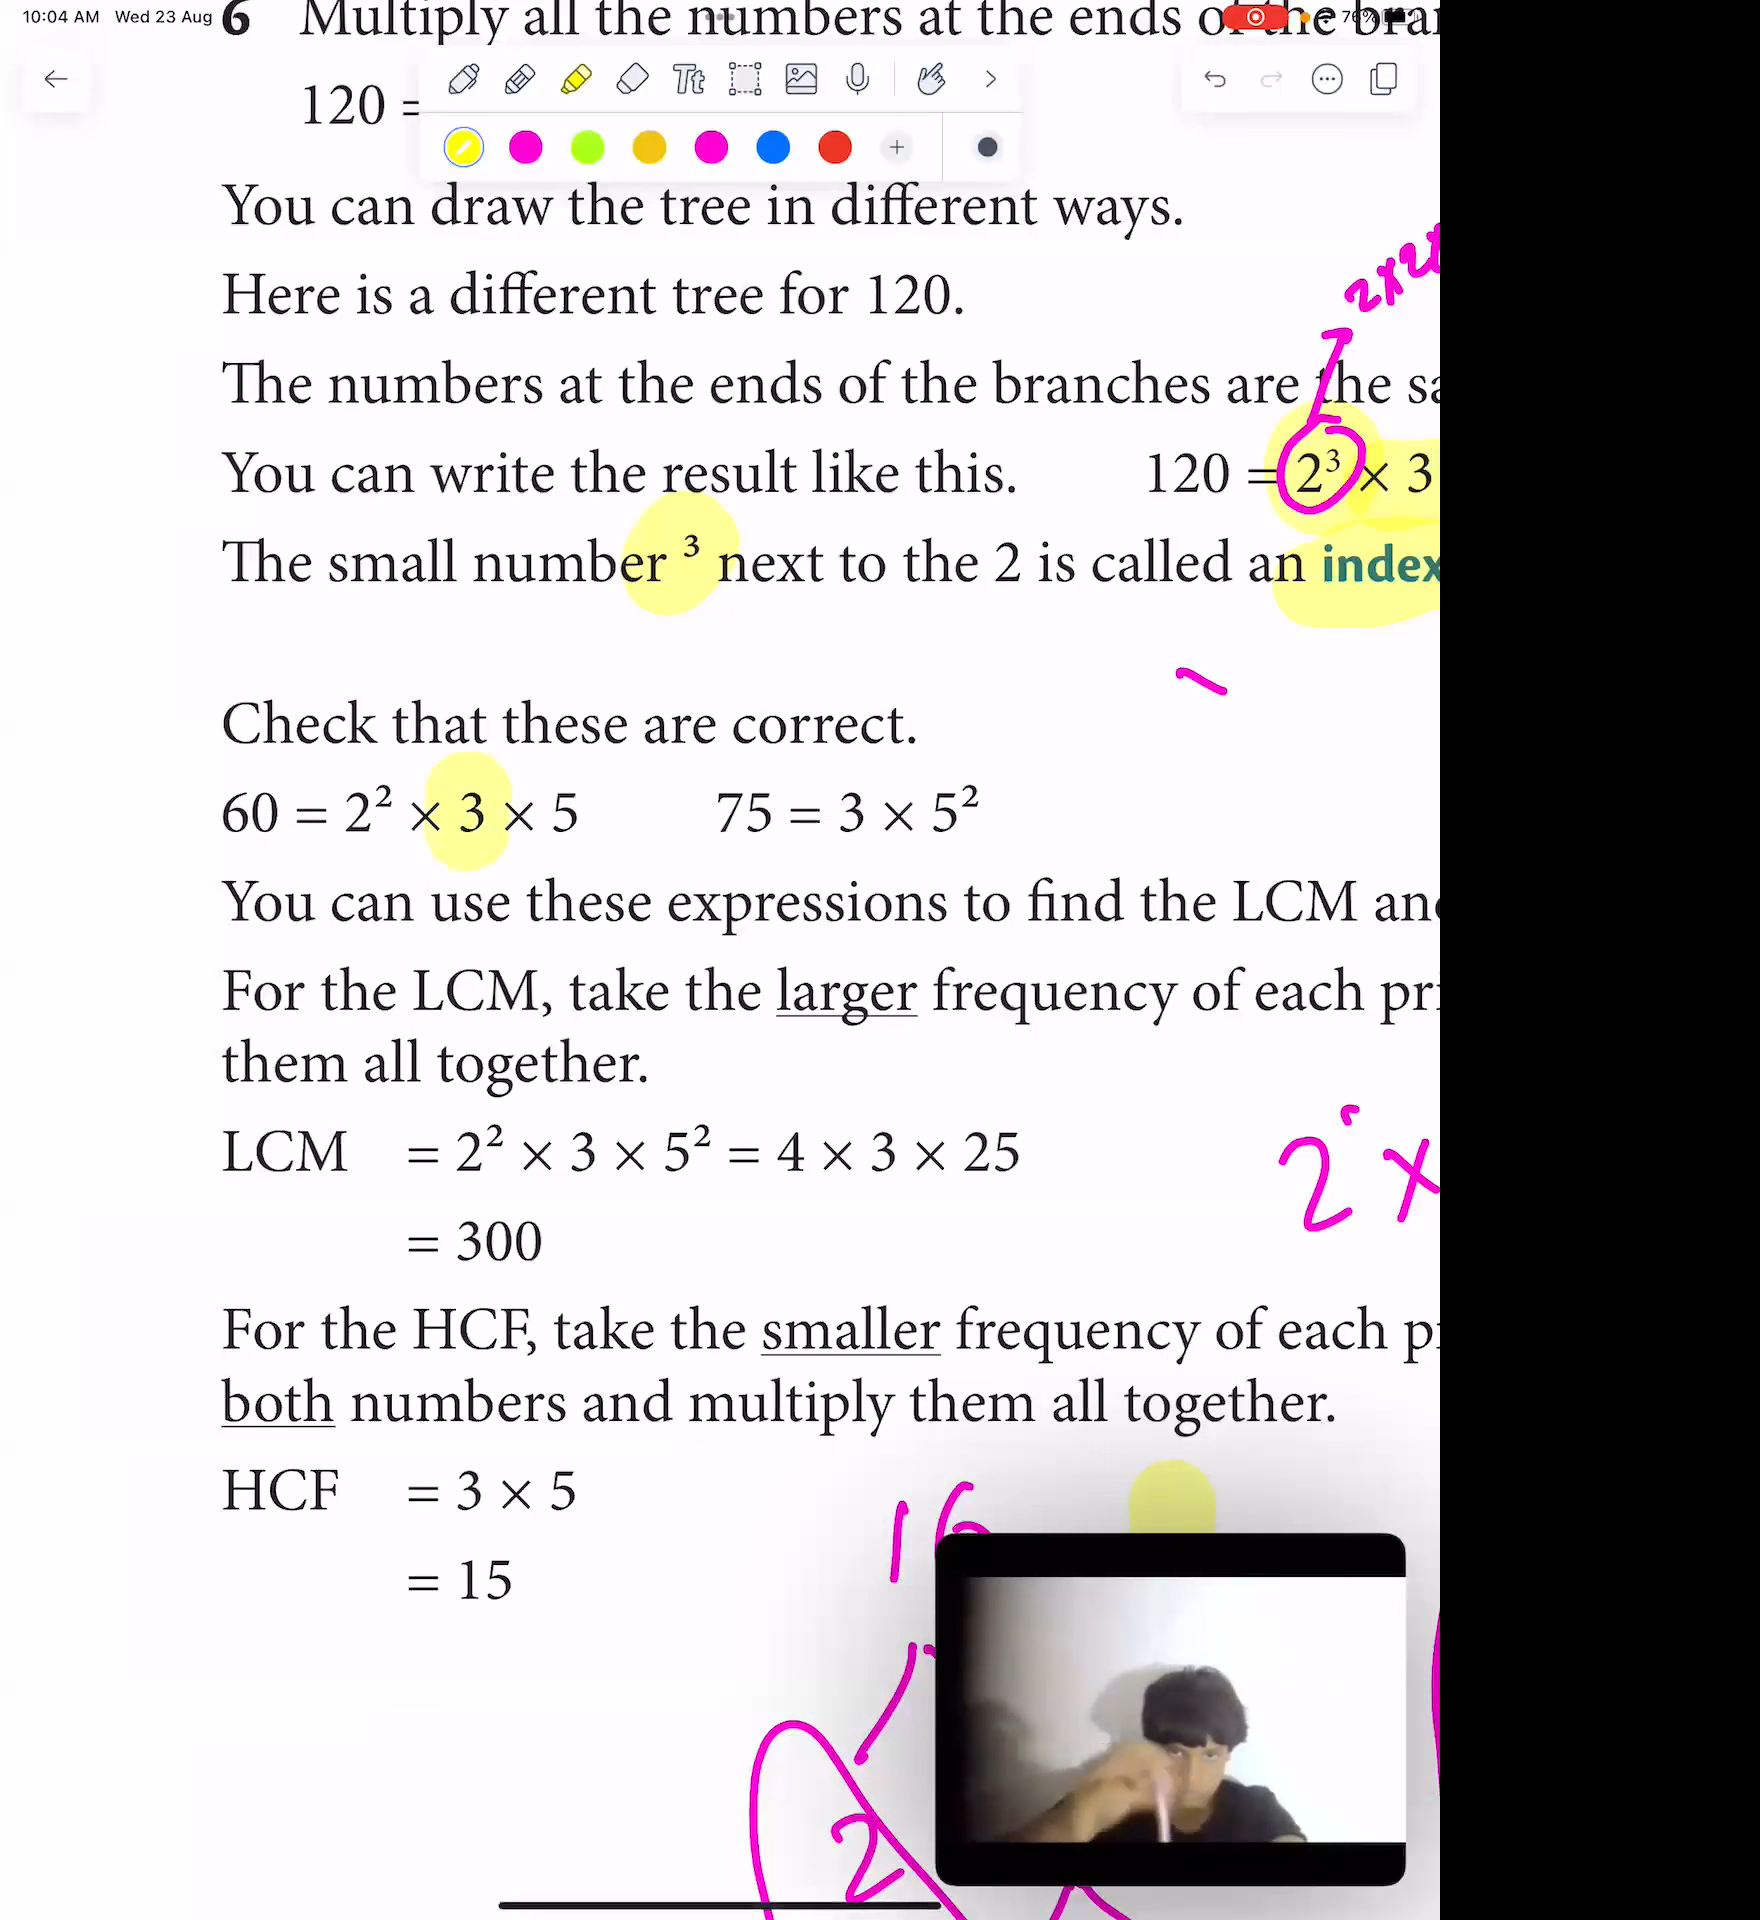 10:04 AM Wed 23 Aug
6 Multiply all the numbers at the ends of the
120 =
You can draw the tree in different ways.
2×2×
Here is a different tree for 120.
The numbers at the ends of the branches are the
You can write the result like this. 120 = 2³ × 3
The small number ³ next to the 2 is called an index
Check that these are correct.
60 = 2² × 3 × 5 75 = 3 × 5²
You can use these expressions to find the LCM
For the LCM, take the larger frequency of each
them all together.
LCM = 2² × 3 × 5² = 4 × 3 × 25
2 ×
= 300
For the HCF, take the smaller frequency of each
both numbers and multiply them all together.
HCF = 3 × 5
16
= 15
2